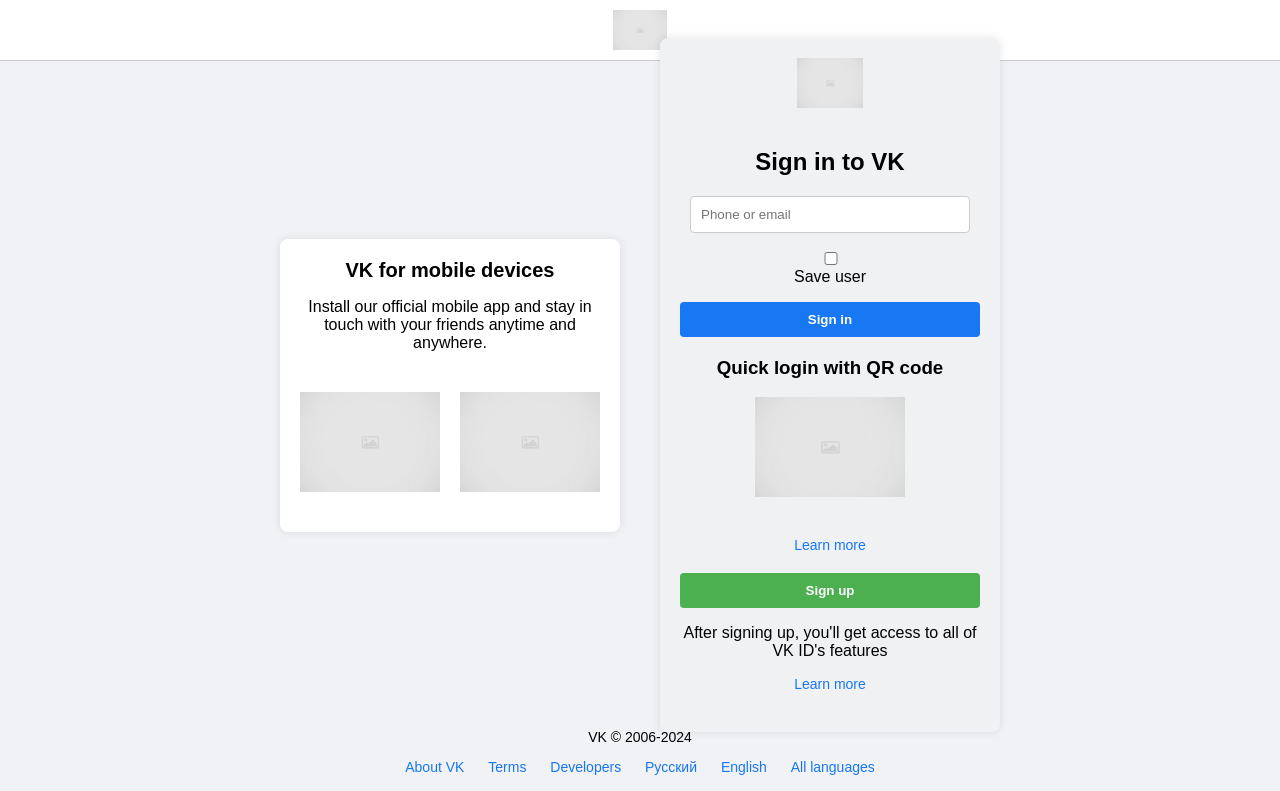 VK for mobile devices
Install our official mobile app and stay in
touch with your friends anytime and
anywhere.
Sign in to VK
Phone or email
Save user
Sign in
Quick login with QR code
Learn more
Sign up
After signing up, you'll get access to all of
VK ID's features
Learn more
VK © 2006-2024
About VK Terms Developers Русский English All languages